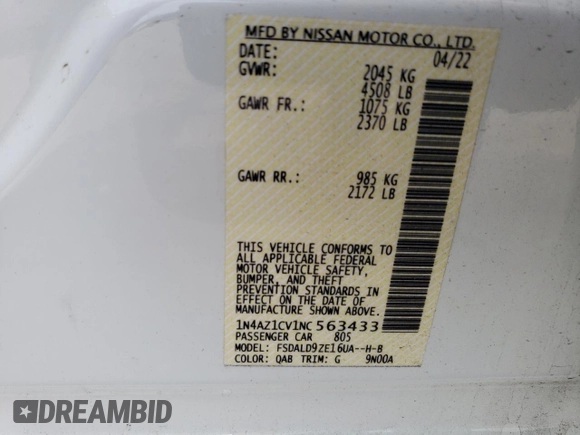 MFD BY NISSAN MOTOR CO., LTD.
DATE: 04/22
GVWR: 2045 KG
4508 LB
GAWR FR.: 1075 KG
2370 LB
GAWR RR.: 985 KG
2172 LB
THIS VEHICLE CONFORMS TO
ALL APPLICABLE FEDERAL
MOTOR VEHICLE SAFETY,
BUMPER, AND THEFT
PREVENTION STANDARDS IN
EFFECT ON THE DATE OF
MANUFACTURE SHOWN ABOVE.
1N4AZ1CV1NC563433
PASSENGER CAR 805
MODEL: FSDALD9ZE16UA--H-B
COLOR: QAB TRIM: G 9N00A
DREAMBID